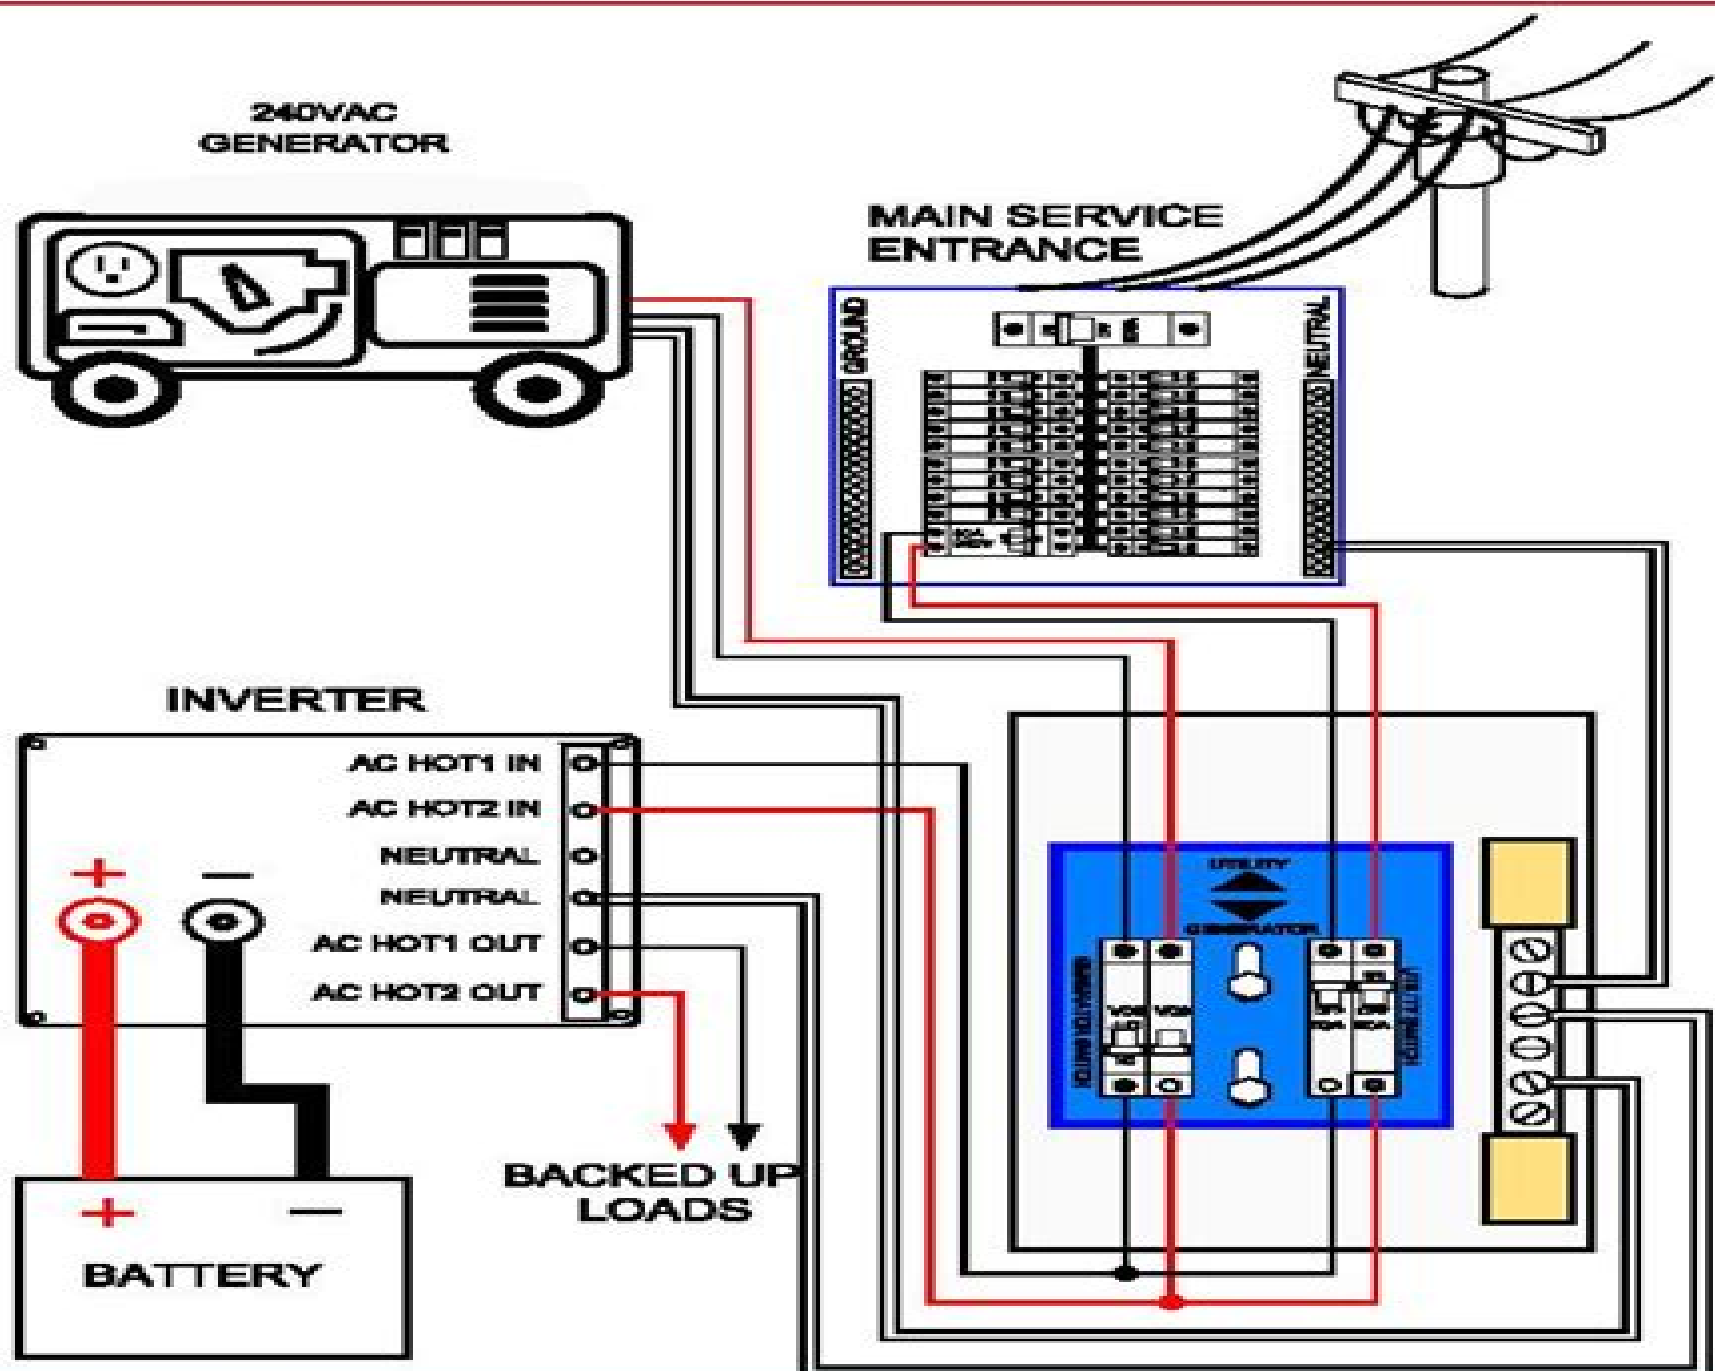 240VAC
GENERATOR
MAIN SERVICE
ENTRANCE
GROUND
NEUTRAL
INVERTER
AC HOT1 IN
AC HOT2 IN
NEUTRAL
NEUTRAL
AC HOT1 OUT
AC HOT2 OUT
+
—
UTILITY
GENERATOR
BACKED UP
LOADS
+
—
BATTERY